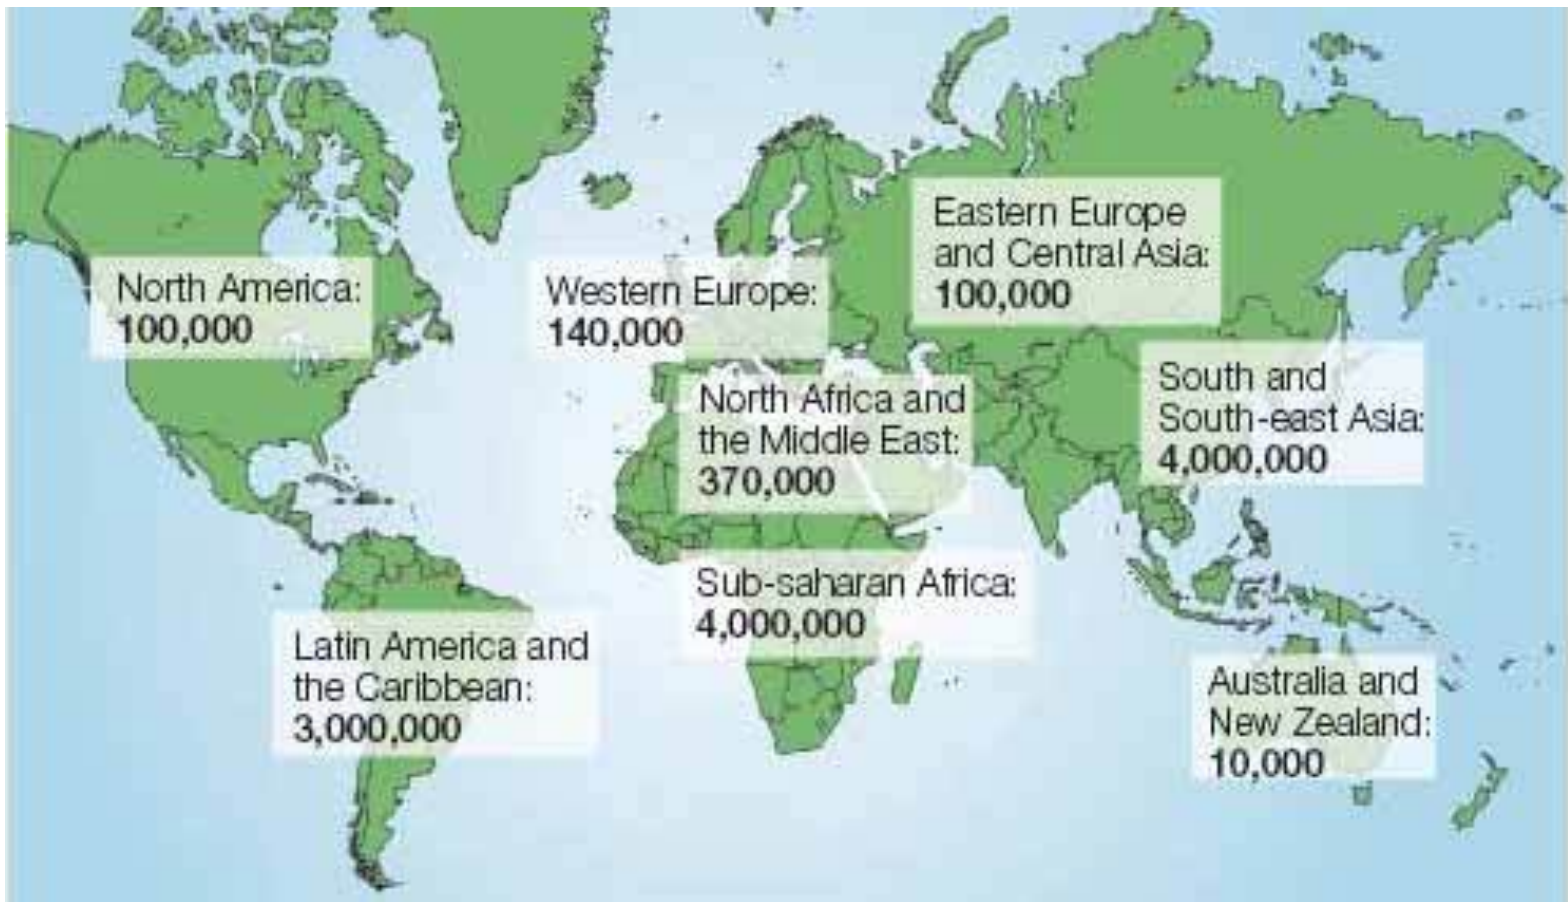 North America:
100,000
Western Europe:
140,000
Eastern Europe
and Central Asia:
100,000
North Africa and
the Middle East:
370,000
South and
South-east Asia:
4,000,000
Sub-saharan Africa:
4,000,000
Latin America and
the Caribbean:
3,000,000
Australia and
New Zealand:
10,000